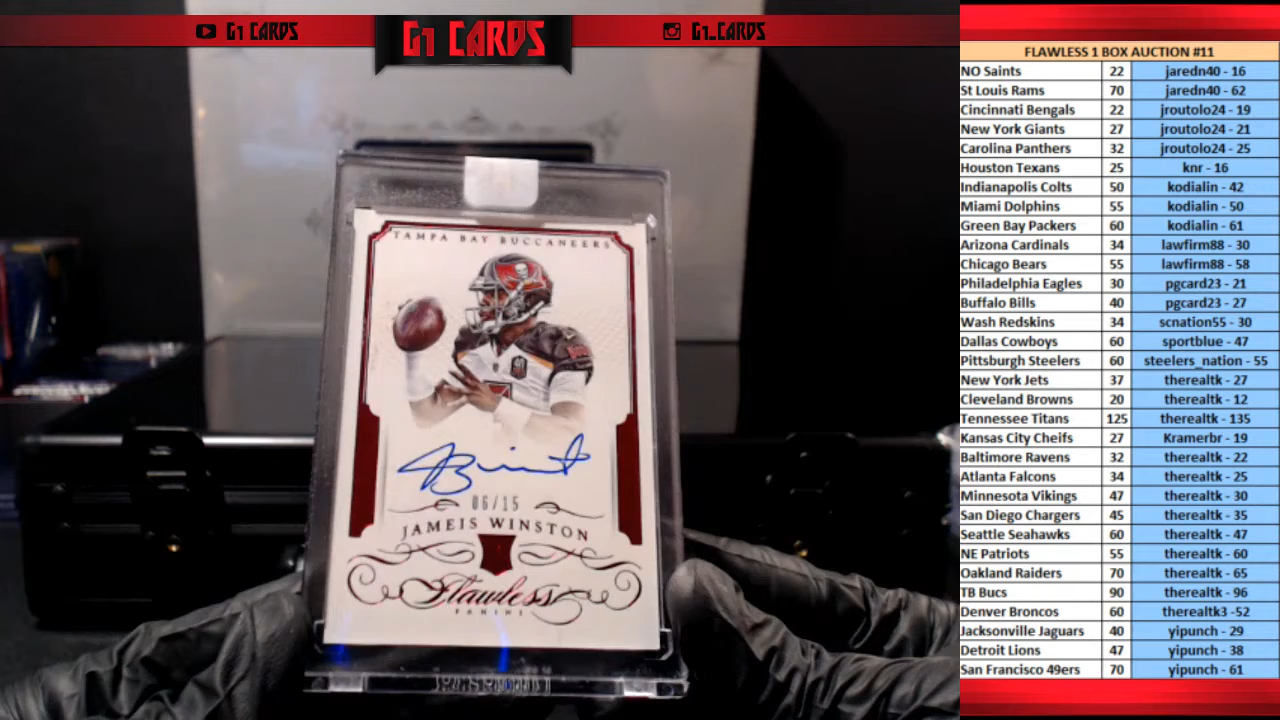 G1 CARDS
G1 CARDS
G1_CARDS
TAMPA BAY BUCCANEERS
06/15
JAMEIS WINSTON
Flawless
PANINI
FLAWLESS 1 BOX AUCTION #11
NO Saints 22 jaredn40 - 16
St Louis Rams 70 jaredn40 - 62
Cincinnati Bengals 22 jroutolo24 - 19
New York Giants 27 jroutolo24 - 21
Carolina Panthers 32 jroutolo24 - 25
Houston Texans 25 knr - 16
Indianapolis Colts 50 kodialin - 42
Miami Dolphins 55 kodialin - 50
Green Bay Packers 60 kodialin - 61
Arizona Cardinals 34 lawfirm88 - 30
Chicago Bears 55 lawfirm88 - 58
Philadelphia Eagles 30 pgcard23 - 21
Buffalo Bills 40 pgcard23 - 27
Wash Redskins 34 scnation55 - 30
Dallas Cowboys 60 sportblue - 47
Pittsburgh Steelers 60 steelers_nation - 55
New York Jets 37 therealtk - 27
Cleveland Browns 20 therealtk - 12
Tennessee Titans 125 therealtk - 135
Kansas City Cheifs 27 Kramerbr - 19
Baltimore Ravens 32 therealtk - 22
Atlanta Falcons 34 therealtk - 25
Minnesota Vikings 47 therealtk - 30
San Diego Chargers 45 therealtk - 35
Seattle Seahawks 60 therealtk - 47
NE Patriots 55 therealtk - 60
Oakland Raiders 70 therealtk - 65
TB Bucs 90 therealtk - 96
Denver Broncos 60 therealtk3 -52
Jacksonville Jaguars 40 yipunch - 29
Detroit Lions 47 yipunch - 38
San Francisco 49ers 70 yipunch - 61